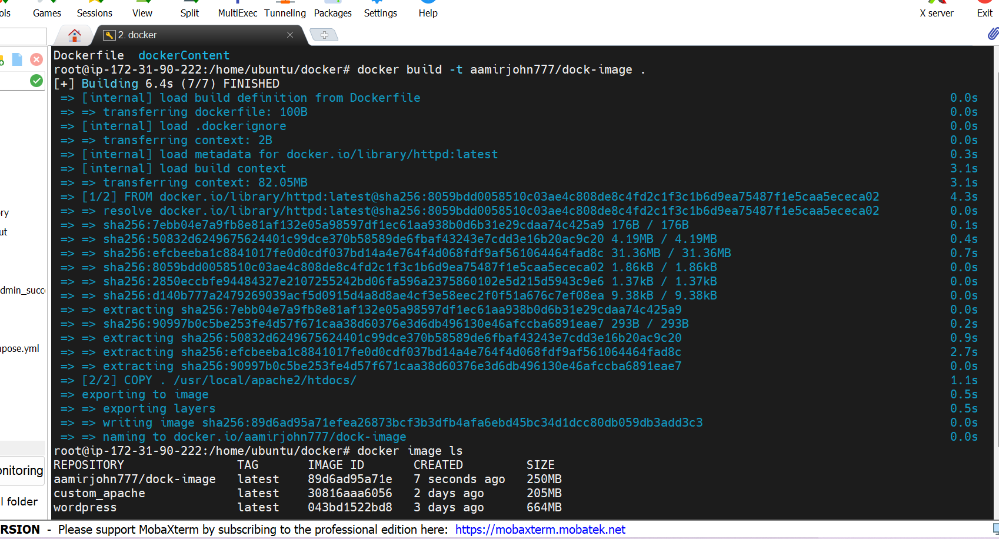 ols Games Sessions View Split MultiExec Tunneling Packages Settings Help X server Exit
2. docker
Dockerfile dockerContent
root@ip-172-31-90-222:/home/ubuntu/docker# docker build -t aamirjohn777/dock-image .
[+] Building 6.4s (7/7) FINISHED
=> [internal] load build definition from Dockerfile 0.0s
=> => transferring dockerfile: 100B 0.0s
=> [internal] load .dockerignore 0.0s
=> => transferring context: 2B 0.0s
=> [internal] load metadata for docker.io/library/httpd:latest 0.3s
=> [internal] load build context 3.1s
=> => transferring context: 82.05MB 3.1s
=> [1/2] FROM docker.io/library/httpd:latest@sha256:8059bdd0058510c03ae4c808de8c4fd2c1f3c1b6d9ea75487f1e5caa5ececa02 4.3s
=> => resolve docker.io/library/httpd:latest@sha256:8059bdd0058510c03ae4c808de8c4fd2c1f3c1b6d9ea75487f1e5caa5ececa02 0.0s
ry
=> => sha256:7ebb04e7a9fb8e81af132e05a98597df1ec61aa938b0d6b31e29cdaa74c425a9 176B / 176B 0.1s
ut
=> => sha256:50832d6249675624401c99dce370b58589de6fbaf43243e7cdd3e16b20ac9c20 4.19MB / 4.19MB 0.4s
=> => sha256:efcbeeba1c8841017fe0d0cdf037bd14a4e764f4d068fdf9af561064464fad8c 31.36MB / 31.36MB 0.7s
=> => sha256:8059bdd0058510c03ae4c808de8c4fd2c1f3c1b6d9ea75487f1e5caa5ececa02 1.86kB / 1.86kB 0.0s
=> => sha256:2850eccbfe94484327e2107255242bd06fa596a2375860102e5d215d5943c9e6 1.37kB / 1.37kB 0.0s
dmin_succ
=> => sha256:d140b777a2479269039acf5d0915d4a8d8ae4cf3e58eec2f0f51a676c7ef08ea 9.38kB / 9.38kB 0.0s
=> => extracting sha256:7ebb04e7a9fb8e81af132e05a98597df1ec61aa938b0d6b31e29cdaa74c425a9 0.0s
=> => sha256:90997b0c5be253fe4d57f671caa38d60376e3d6db496130e46afccba6891eae7 293B / 293B 0.2s
=> => extracting sha256:50832d6249675624401c99dce370b58589de6fbaf43243e7cdd3e16b20ac9c20 0.9s
pose.yml
=> => extracting sha256:efcbeeba1c8841017fe0d0cdf037bd14a4e764f4d068fdf9af561064464fad8c 2.7s
=> => extracting sha256:90997b0c5be253fe4d57f671caa38d60376e3d6db496130e46afccba6891eae7 0.0s
=> [2/2] COPY . /usr/local/apache2/htdocs/ 1.1s
=> exporting to image 0.5s
=> => exporting layers 0.5s
=> => writing image sha256:89d6ad95a71efea26873bcf3b3dfb4afa6ebd45bc34d1dcc80db059db3add3c3 0.0s
=> => naming to docker.io/aamirjohn777/dock-image 0.0s
root@ip-172-31-90-222:/home/ubuntu/docker# docker image ls
REPOSITORY TAG IMAGE ID CREATED SIZE
onitoring
aamirjohn777/dock-image latest 89d6ad95a71e 7 seconds ago 250MB
custom_apache latest 30816aaa6056 2 days ago 205MB
l folder
wordpress latest 043bd1522bd8 3 days ago 664MB
RSION - Please support MobaXterm by subscribing to the professional edition here: https://mobaxterm.mobatek.net